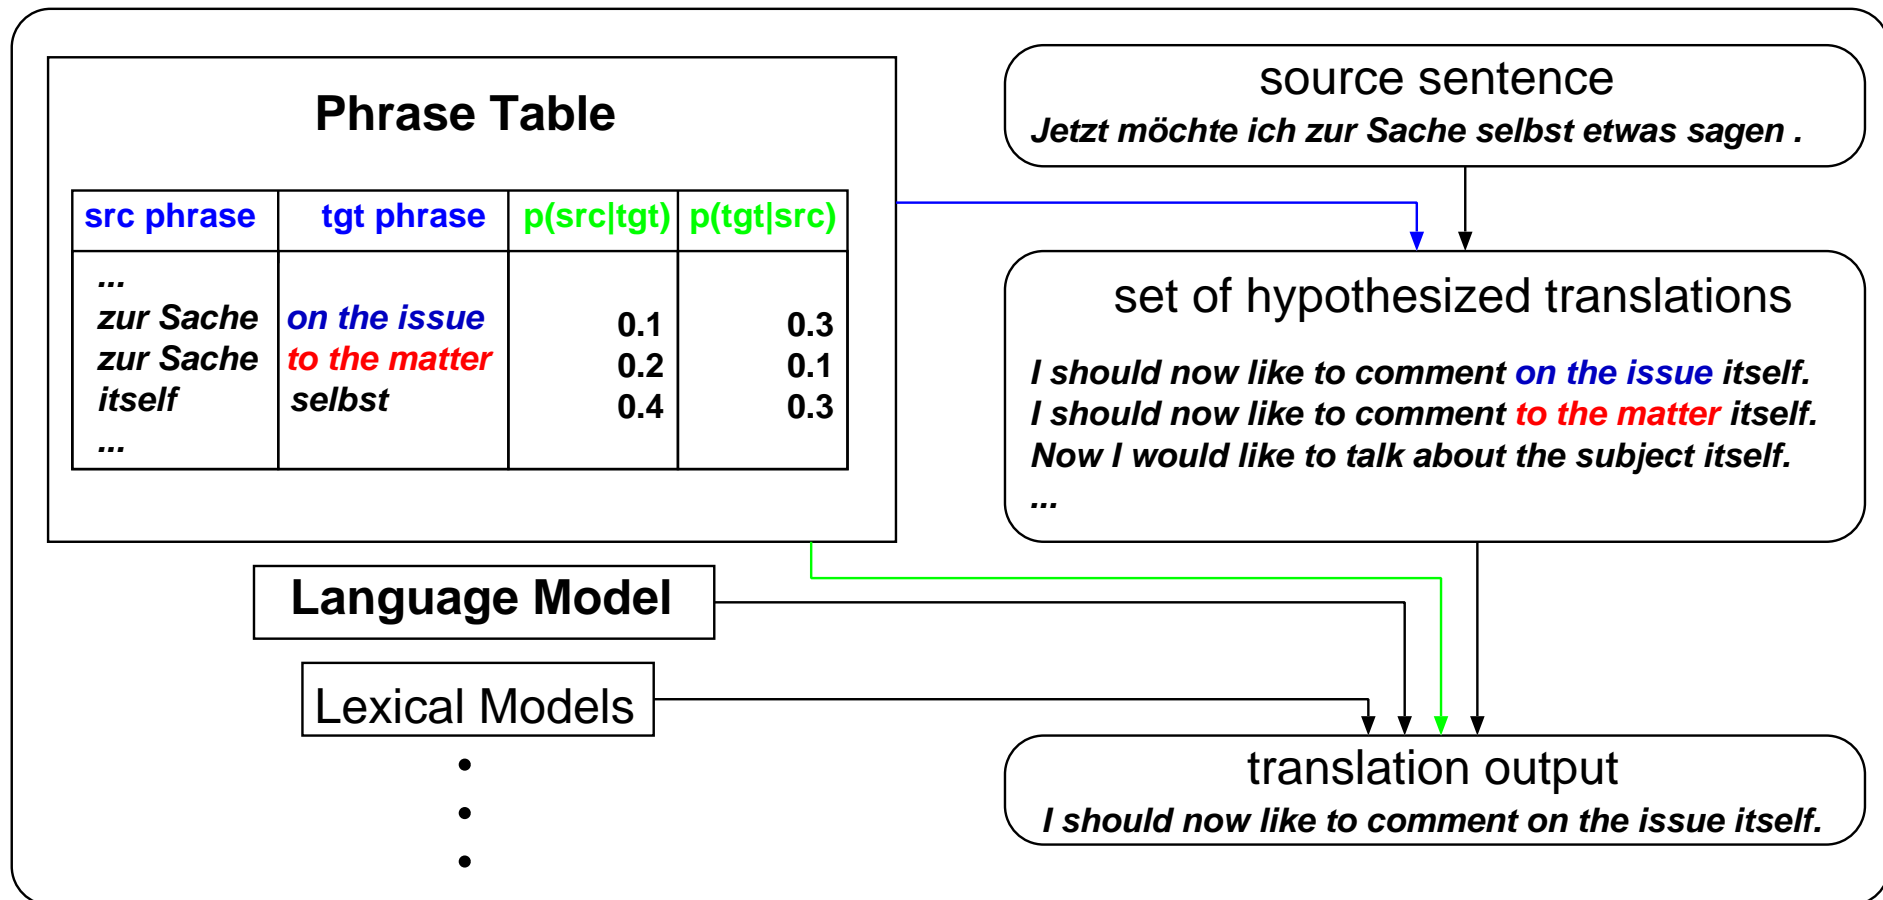 Phrase Table
src phrase tgt phrase p(src|tgt) p(tgt|src)
...
zur Sache on the issue 0.1 0.3
zur Sache to the matter 0.2 0.1
itself selbst 0.4 0.3
...
Language Model
Lexical Models
source sentence
Jetzt möchte ich zur Sache selbst etwas sagen .
set of hypothesized translations
I should now like to comment on the issue itself.
I should now like to comment to the matter itself.
Now I would like to talk about the subject itself.
...
translation output
I should now like to comment on the issue itself.